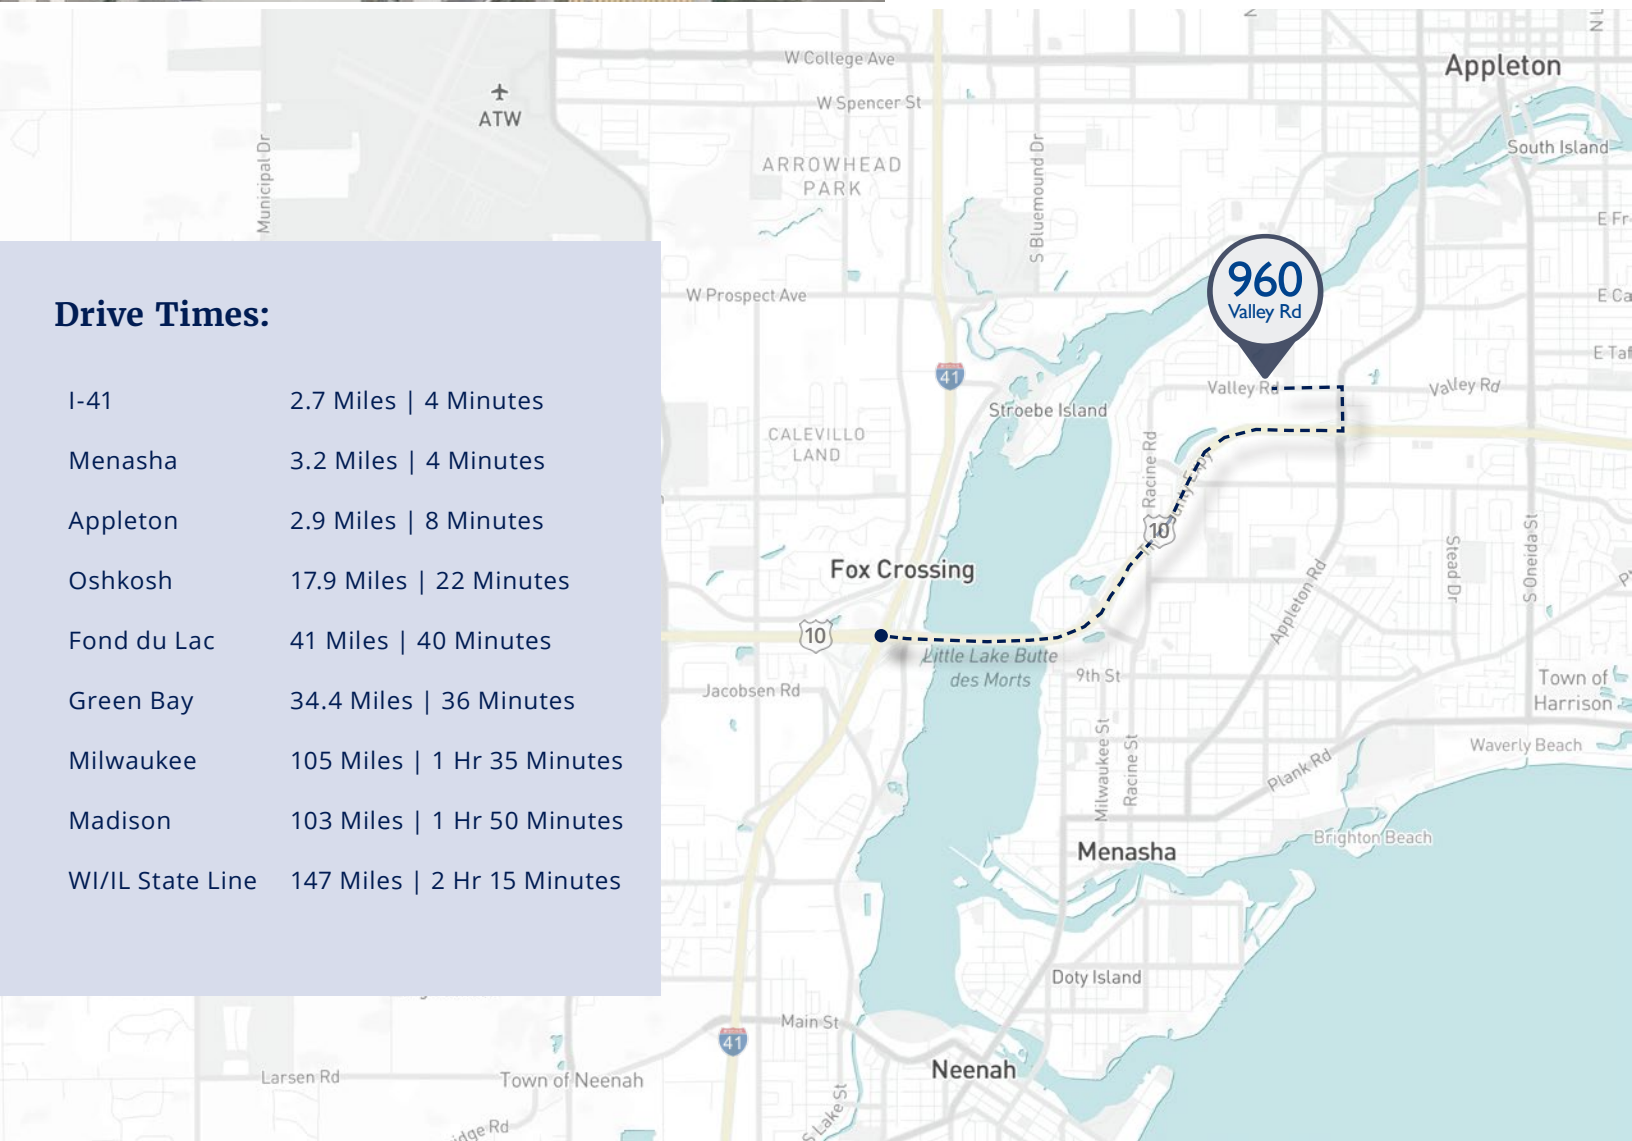 W College Ave
Appleton
ATW
W Spencer St
Municipal Dr
ARROWHEAD
PARK
S Bluemound Dr
South Island
E Fr
960
Valley Rd
W Prospect Ave
E Ca
Drive Times:
I-41 2.7 Miles | 4 Minutes
Menasha 3.2 Miles | 4 Minutes
Appleton 2.9 Miles | 8 Minutes
Oshkosh 17.9 Miles | 22 Minutes
Fond du Lac 41 Miles | 40 Minutes
Green Bay 34.4 Miles | 36 Minutes
Milwaukee 105 Miles | 1 Hr 35 Minutes
Madison 103 Miles | 1 Hr 50 Minutes
WI/IL State Line 147 Miles | 2 Hr 15 Minutes
E Taf
41
Valley Rd
Valley Rd
Stroebe Island
CALEVILLO
LAND
Racine Rd
10
Fox Crossing
Stead Dr
S Oneida St
Appleton Rd
10
Little Lake Butte
des Morts
9th St
Jacobsen Rd
Town of
Harrison
Milwaukee St
Racine St
Waverly Beach
Plank Rd
Brighton Beach
Menasha
Doty Island
Main St
41
Neenah
Larsen Rd
Town of Neenah
S Lake St
idge Rd